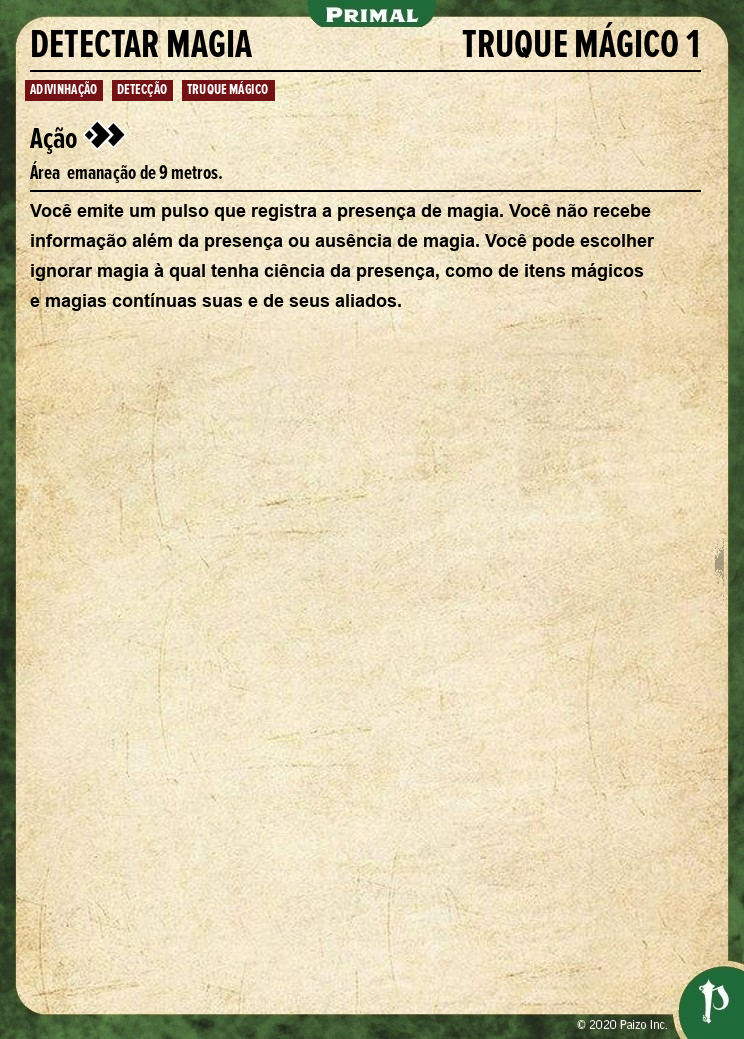 PRIMAL
DETECTAR MAGIA TRUQUE MÁGICO 1
ADIVINHAÇÃO DETECÇÃO TRUQUE MÁGICO
Ação
Área emanação de 9 metros.
Você emite um pulso que registra a presença de magia. Você não recebe
informação além da presença ou ausência de magia. Você pode escolher
ignorar magia à qual tenha ciência da presença, como de itens mágicos
e magias contínuas suas e de seus aliados.
© 2020 Paizo Inc.
P